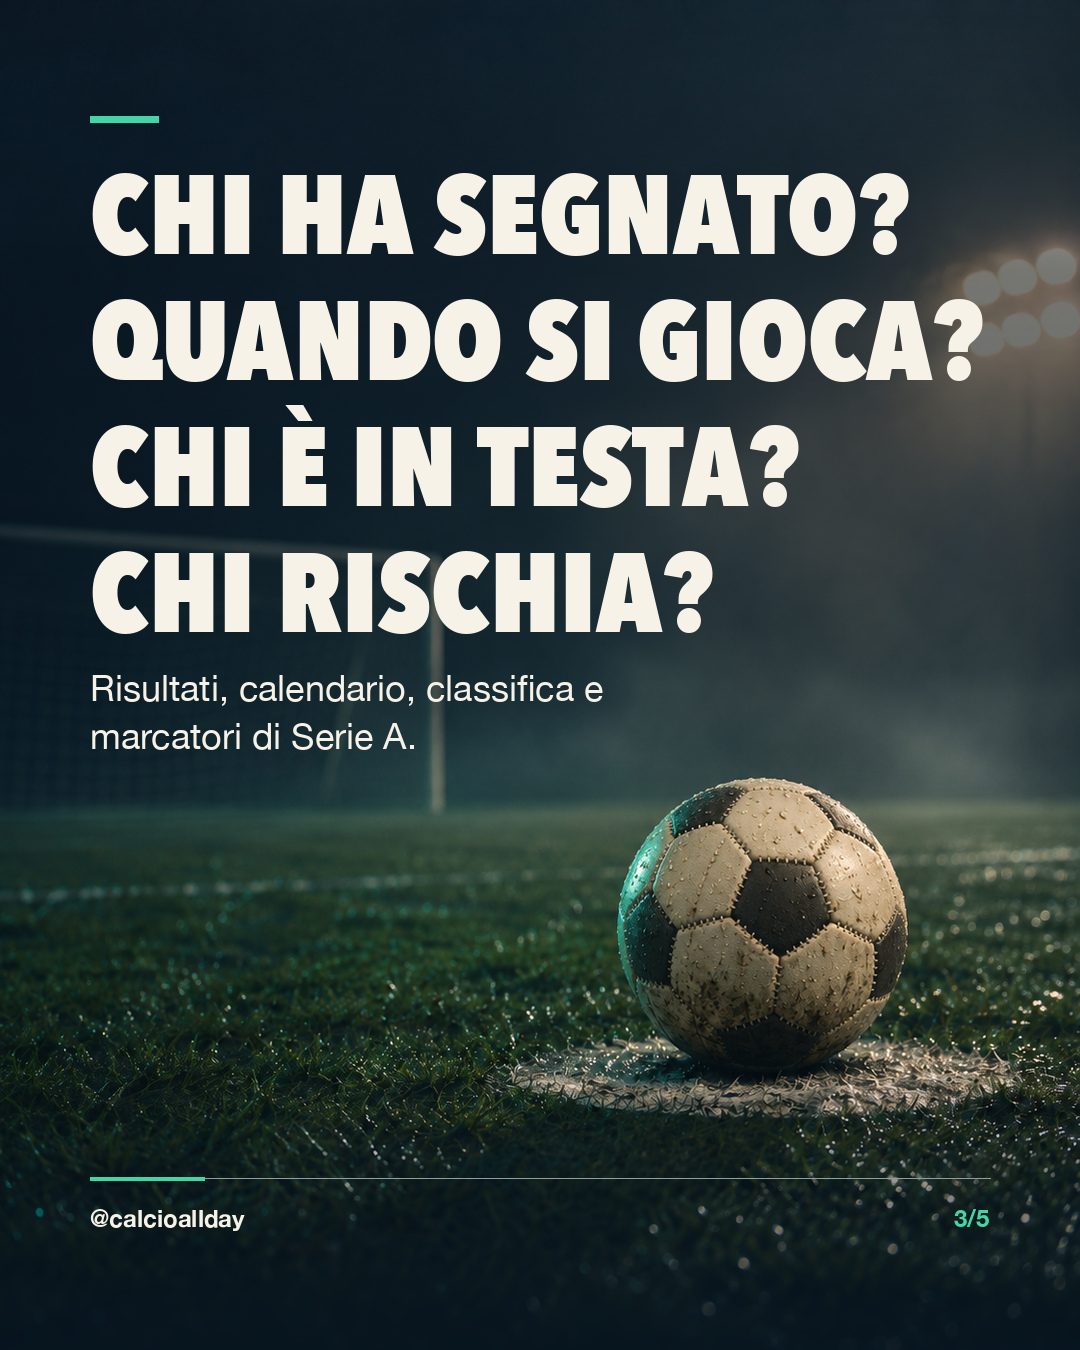 CHI HA SEGNATO?
QUANDO SI GIOCA?
CHI È IN TESTA?
CHI RISCHIA?
Risultati, calendario, classifica e
marcatori di Serie A.
@calcioallday
3/5